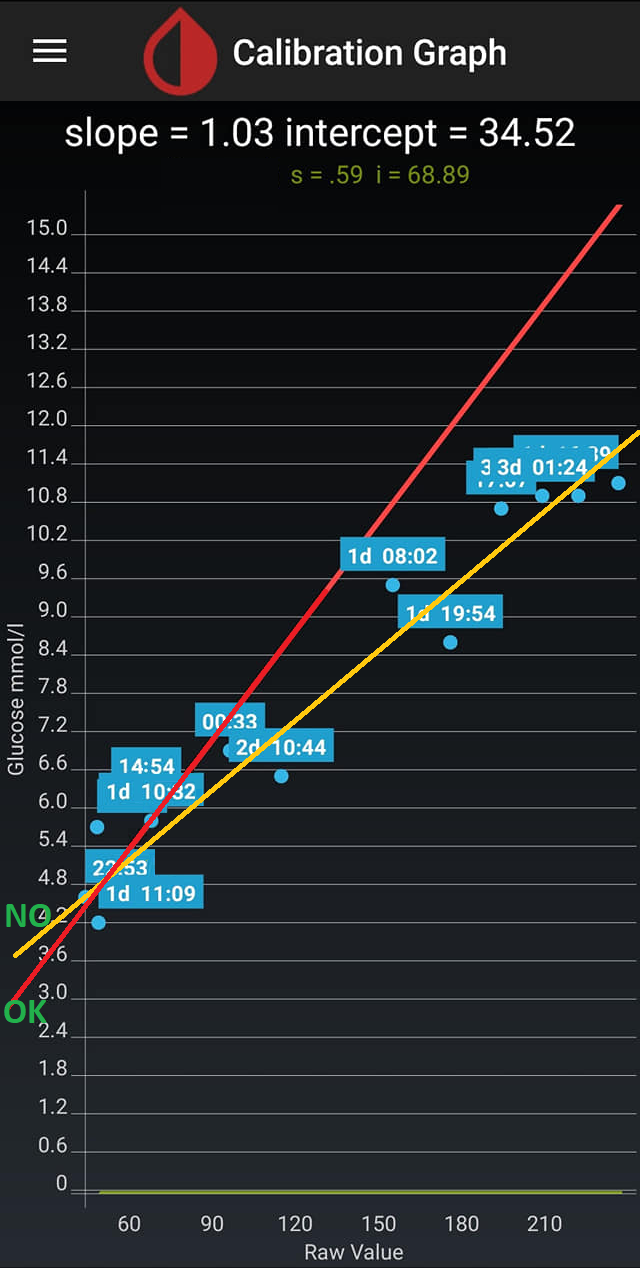 Calibration Graph
slope = 1.03 intercept = 34.52
s = .59 i = 68.89
15.0
14.4
13.8
13.2
12.6
12.0
11.4
3 3d 01:24
10.8
10.2
1d 08:02
9.6
9.0
1d 19:54
8.4
7.8
7.2
00:33
2d 10:44
6.6
14:54
1d 10:32
6.0
5.4
22:53
4.8
1d 11:09
NO
4.2
3.6
3.0
OK
2.4
1.8
1.2
0.6
0
Glucose mmol/l
60 90 120 150 180 210
Raw Value